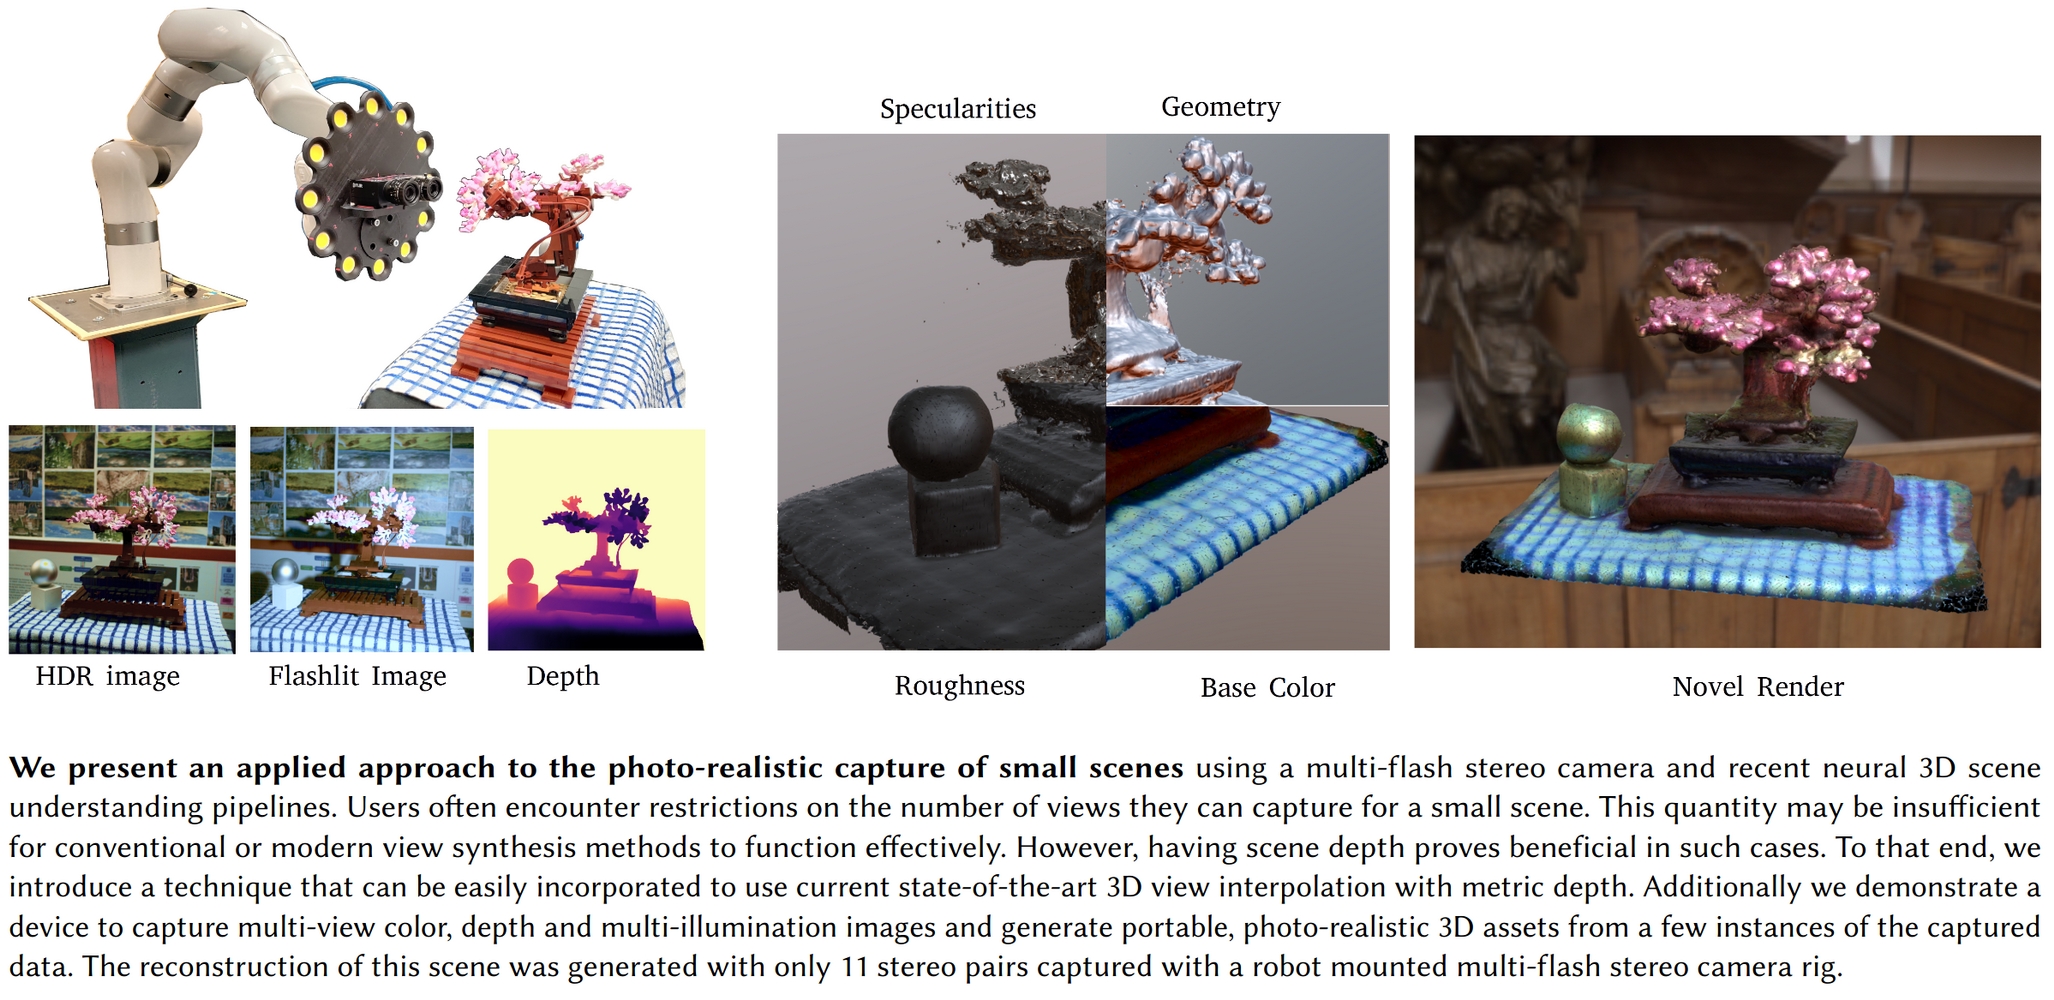 Specularities
Geometry
HDR image
Flashlit Image
Depth
Roughness
Base Color
Novel Render
We present an applied approach to the photo-realistic capture of small scenes using a multi-flash stereo camera and recent neural 3D scene
understanding pipelines. Users often encounter restrictions on the number of views they can capture for a small scene. This quantity may be insufficient
for conventional or modern view synthesis methods to function effectively. However, having scene depth proves beneficial in such cases. To that end, we
introduce a technique that can be easily incorporated to use current state-of-the-art 3D view interpolation with metric depth. Additionally we demonstrate a
device to capture multi-view color, depth and multi-illumination images and generate portable, photo-realistic 3D assets from a few instances of the captured
data. The reconstruction of this scene was generated with only 11 stereo pairs captured with a robot mounted multi-flash stereo camera rig.